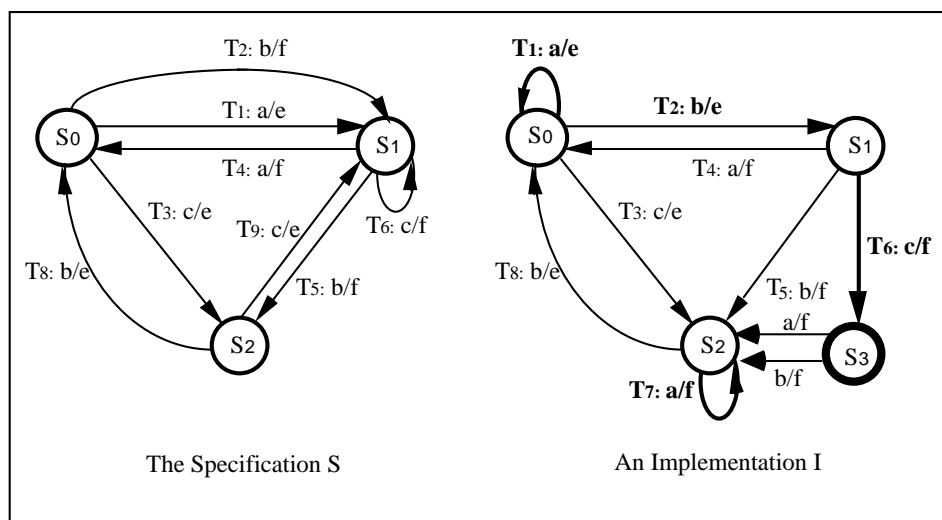 T2: b/f
T1: a/e
S0
S1
T4: a/f
T3: c/e
T9: c/e
T6: c/f
T8: b/e
T5: b/f
S2
The Specification S
T1: a/e
T2: b/e
S0
S1
T4: a/f
T3: c/e
T6: c/f
T8: b/e
T5: b/f
a/f
S2
S3
b/f
T7: a/f
An Implementation I